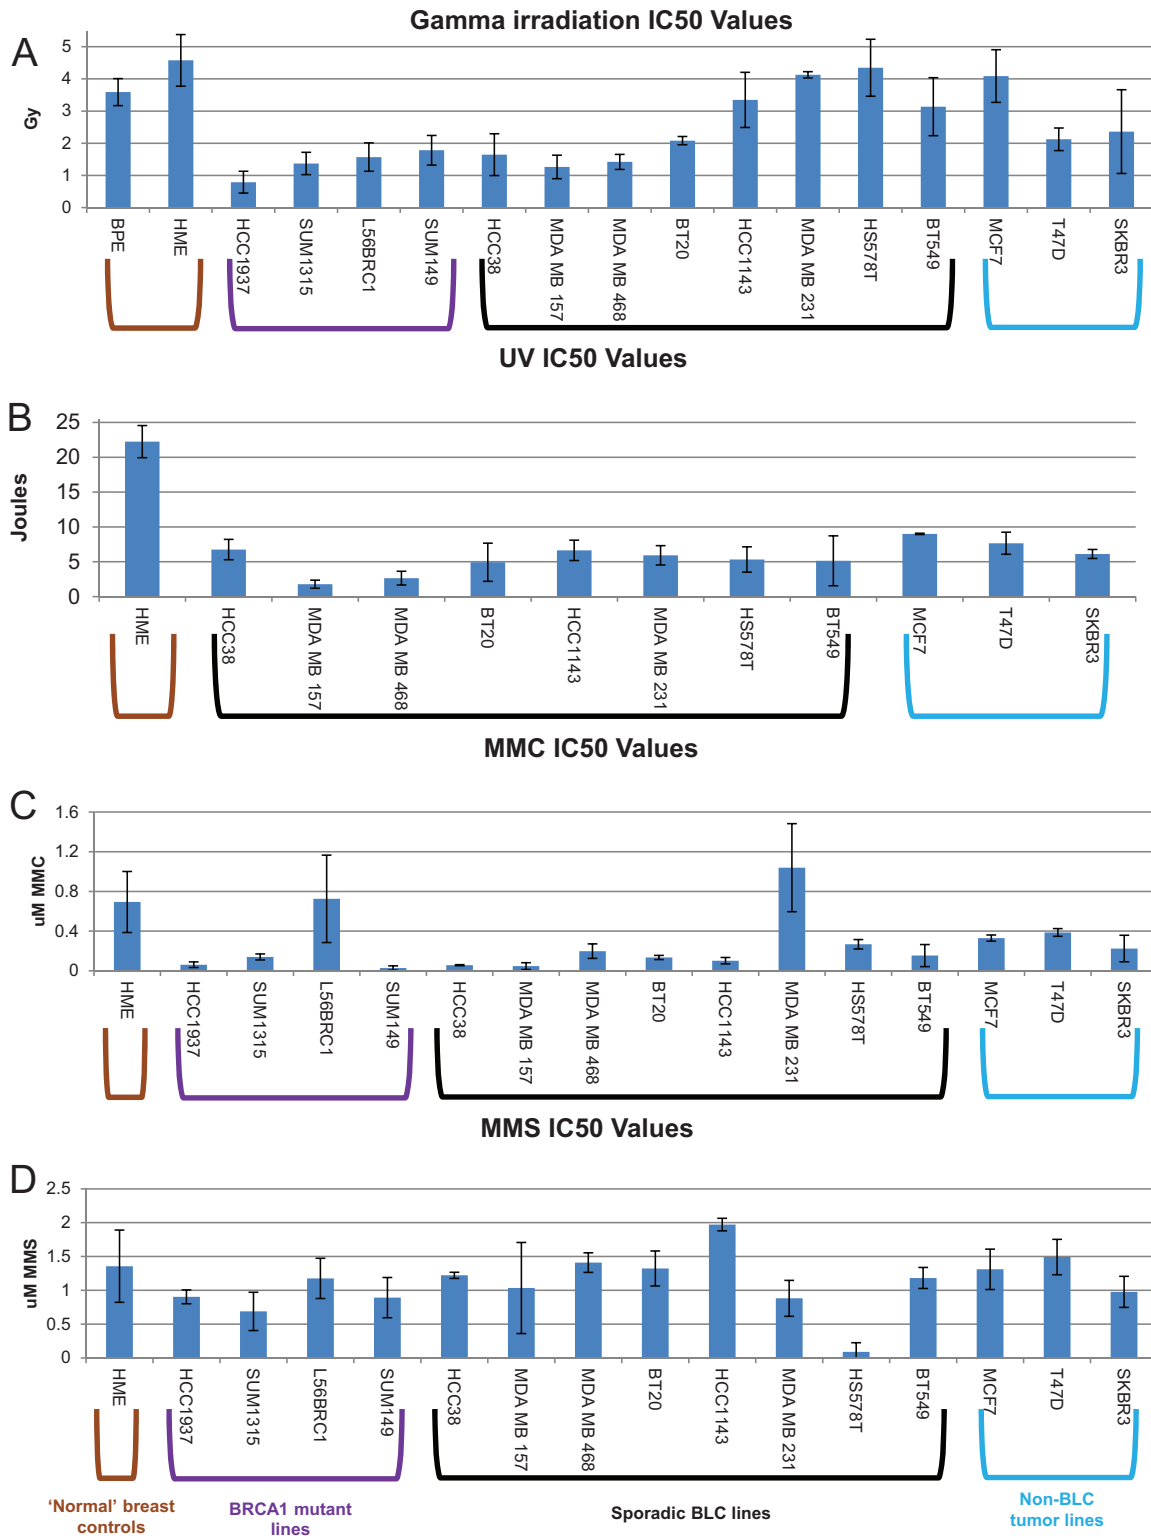 Gamma irradiation IC50 Values
A
Gy
5
4
3
2
1
0
BPE
HME
HCC1937
SUM1315
L56BRC1
SUM149
HCC38
MDA MB 157
MDA MB 468
BT20
HCC1143
MDA MB 231
HS578T
BT549
MCF7
T47D
SKBR3
UV IC50 Values
B
Joules
25
20
15
10
5
0
HME
HCC38
MDA MB 157
MDA MB 468
BT20
HCC1143
MDA MB 231
HS578T
BT549
MCF7
T47D
SKBR3
MMC IC50 Values
C
uM MMC
1.6
1.2
0.8
0.4
0
HME
HCC1937
SUM1315
L56BRC1
SUM149
HCC38
MDA MB 157
MDA MB 468
BT20
HCC1143
MDA MB 231
HS578T
BT549
MCF7
T47D
SKBR3
MMS IC50 Values
D
uM MMS
2.5
2
1.5
1
0.5
0
HME
HCC1937
SUM1315
L56BRC1
SUM149
HCC38
MDA MB 157
MDA MB 468
BT20
HCC1143
MDA MB 231
HS578T
BT549
MCF7
T47D
SKBR3
‘Normal’ breast
controls
BRCA1 mutant
lines
Sporadic BLC lines
Non-BLC
tumor lines